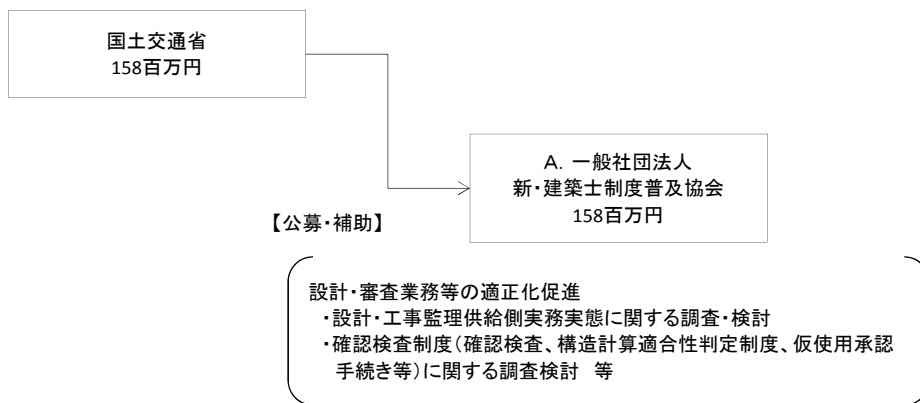 国土交通省
158百万円
A. 一般社団法人
新・建築士制度普及協会
158百万円
【公募・補助】
設計・審査業務等の適正化促進
・設計・工事監理供給側実務実態に関する調査・検討
・確認検査制度（確認検査、構造計算適合性判定制度、仮使用承認
手続き等）に関する調査検討　等